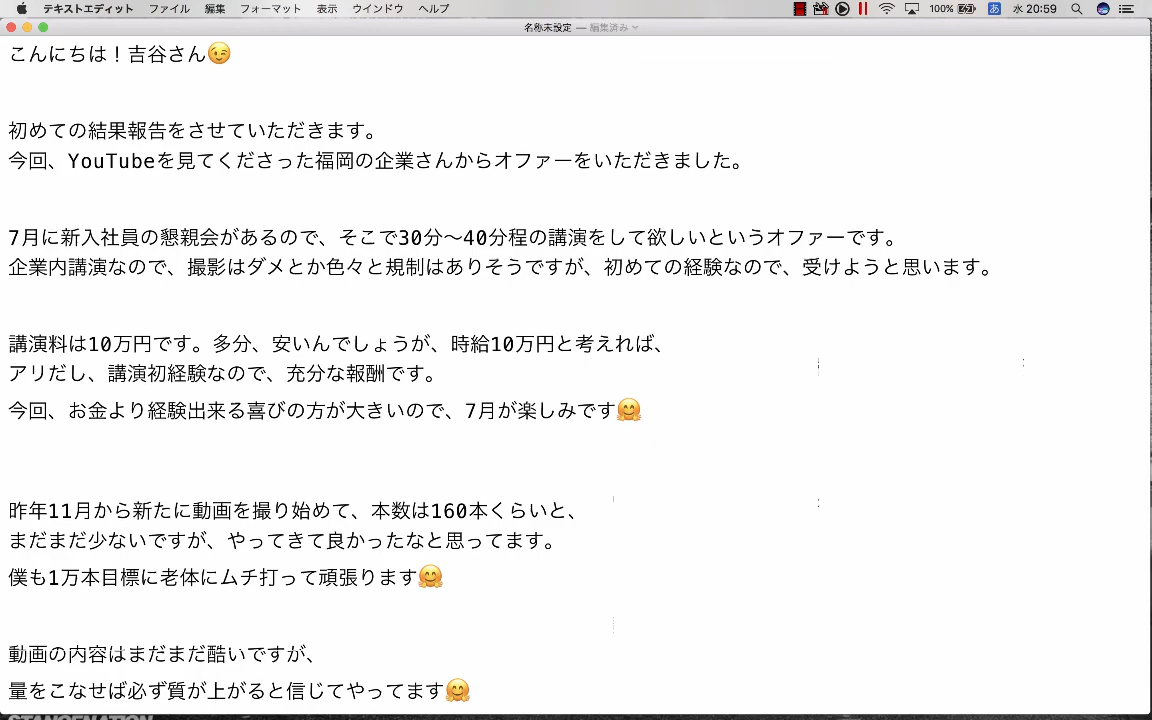 テキストエディット ファイル 編集 フォーマット 表示 ウインドウ ヘルプ 100% あ 水 20:59
名称未設定 — 編集済み
こんにちは！吉谷さん😉
初めての結果報告をさせていただきます。
今回、YouTubeを見てくださった福岡の企業さんからオファーをいただきました。
7月に新入社員の懇親会があるので、そこで30分〜40分程の講演をして欲しいというオファーです。
企業内講演なので、撮影はダメとか色々と規制はありそうですが、初めての経験なので、受けようと思います。
講演料は10万円です。多分、安いんでしょうが、時給10万円と考えれば、
アリだし、講演初経験なので、充分な報酬です。
今回、お金より経験出来る喜びの方が大きいので、7月が楽しみです🤗
昨年11月から新たに動画を撮り始めて、本数は160本くらいと、
まだまだ少ないですが、やってきて良かったなと思ってます。
僕も1万本目標に老体にムチ打って頑張ります🤗
動画の内容はまだまだ酷いですが、
量をこなせば必ず質が上がると信じてやってます🤗